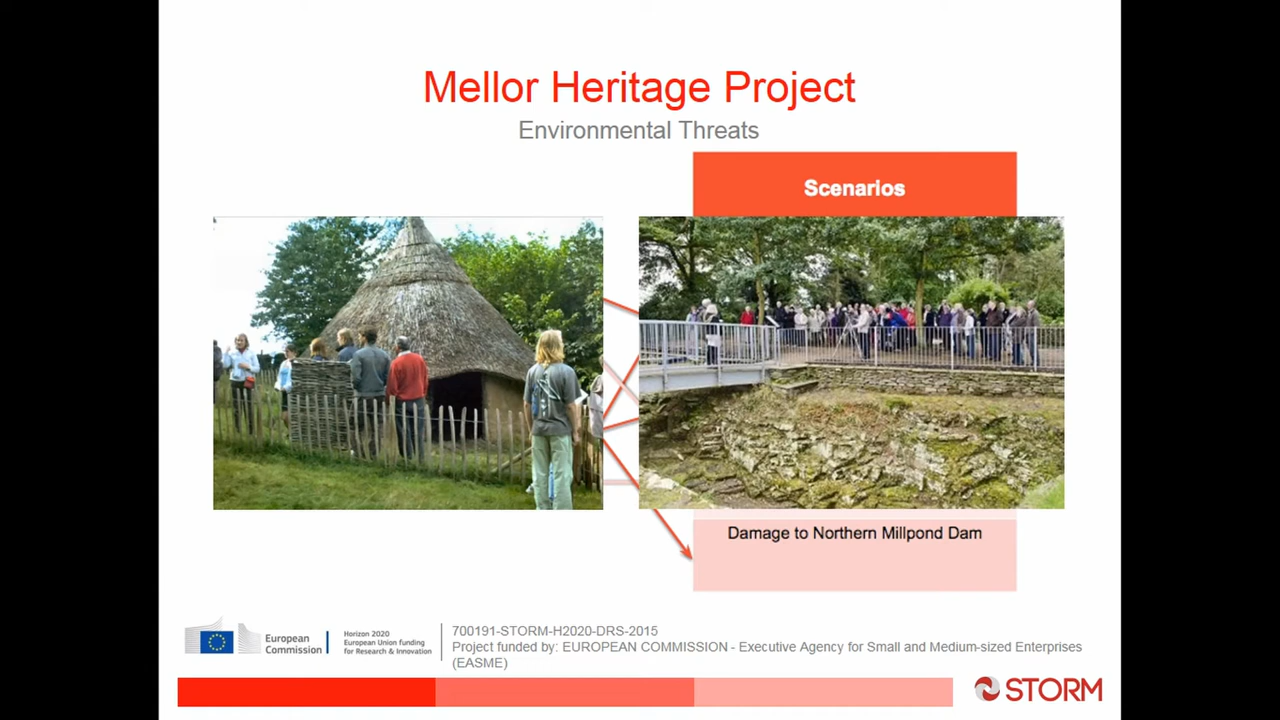 Mellor Heritage Project
Environmental Threats
Scenarios
Damage to Northern Millpond Dam
European
Commission
Horizon 2020
European Union funding
for Research & Innovation
700191-STORM-H2020-DRS-2015
Project funded by: EUROPEAN COMMISSION - Executive Agency for Small and Medium-sized Enterprises
(EASME)
STORM